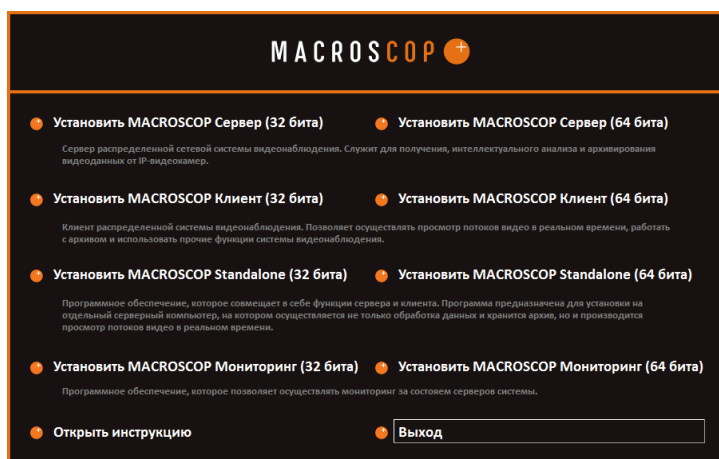 MACROSCOP
Установить MACROSCOP Сервер (32 бита)
Установить MACROSCOP Сервер (64 бита)
Сервер распределенной сетевой системы видеонаблюдения. Служит для получения, интеллектуального анализа и архивирования
видеоданных от IP-видеокамер.
Установить MACROSCOP Клиент (32 бита)
Установить MACROSCOP Клиент (64 бита)
Клиент распределенной системы видеонаблюдения. Позволяет осуществлять просмотр потоков видео в реальном времени, работать
с архивом и использовать прочие функции системы видеонаблюдения.
Установить MACROSCOP Standalone (32 бита)
Установить MACROSCOP Standalone (64 бита)
Программное обеспечение, которое совмещает в себе функции сервера и клиента. Программа предназначена для установки на
отдельный серверный компьютер, на котором осуществляется не только обработка данных и хранится архив, но и производится
просмотр потоков видео в реальном времени.
Установить MACROSCOP Мониторинг (32 бита)
Установить MACROSCOP Мониторинг (64 бита)
Программное обеспечение, которое позволяет осуществлять мониторинг за состоянем серверов системы.
Открыть инструкцию
Выход